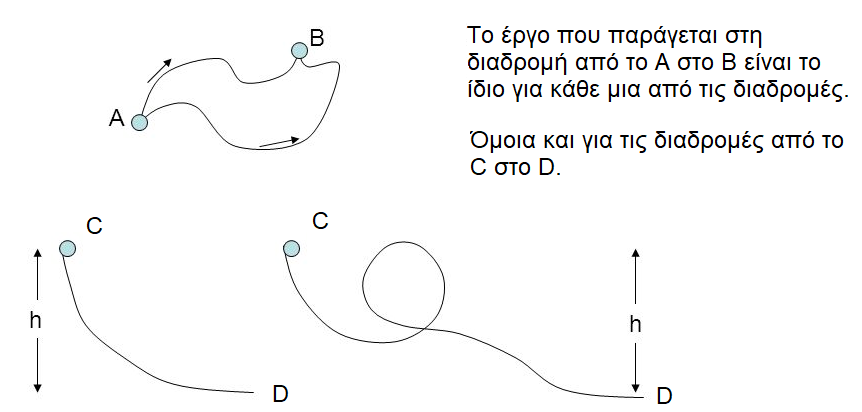 B
A
Το έργο που παράγεται στη
διαδρομή από το Α στο Β είναι το
ίδιο για κάθε μια από τις διαδρομές.
Όμοια και για τις διαδρομές από το
C στο D.
C
C
h
h
D
D